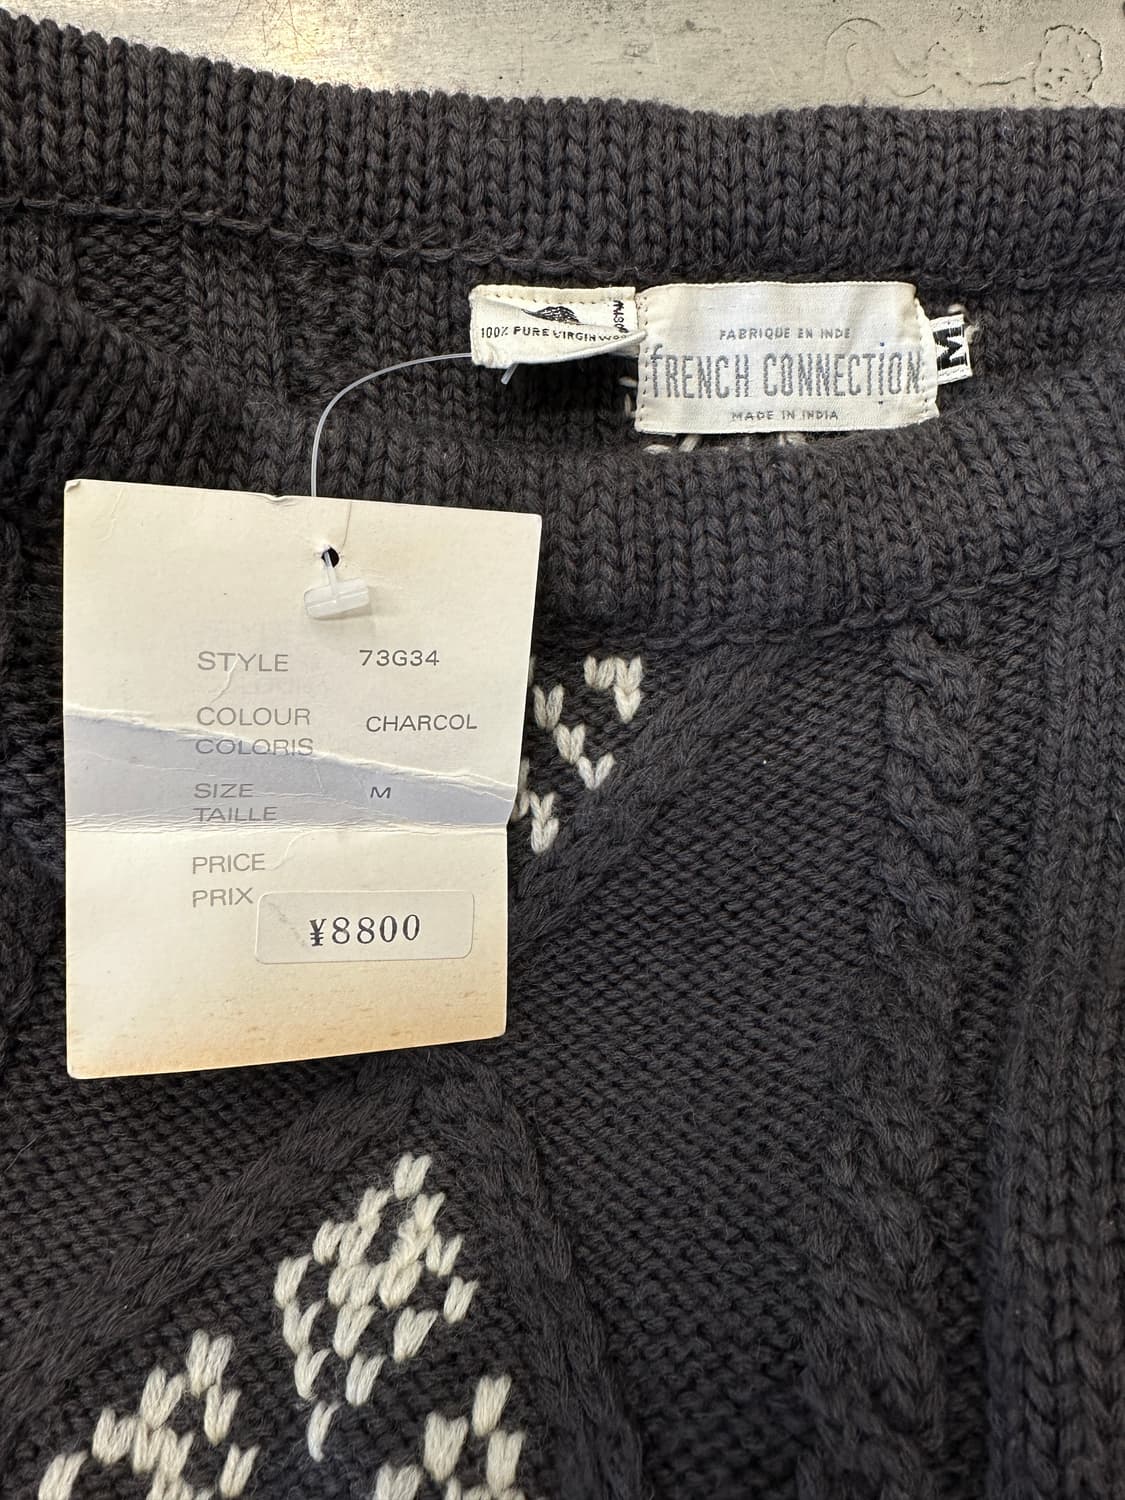 100% PURE VIRGIN WO
FABRIQUE EN INDE
fRENCH CONNECTiON
MADE IN INDIA
M
STYLE 73G34
COLOUR CHARCOL
COLORIS
SIZE M
TAILLE
PRICE
PRIX
¥8800